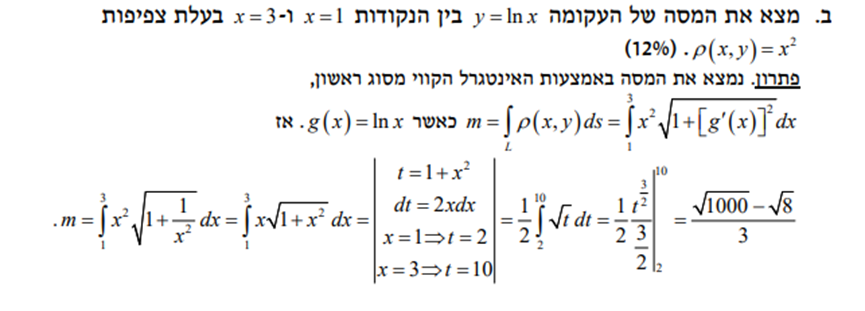 ב. מצא את המסה של העקומה y = ln x בין הנקודות x = 1 ו-x = 3 בעלת צפיפות
ρ(x, y) = x². (12%)
פתרון. נמצא את המסה באמצעות האינטגרל הקווי מסוג ראשון,
m = ∫_L ρ(x, y) ds = ∫_1^3 x² √(1 + [g′(x)]²) dx כאשר g(x) = ln x. אז
m = ∫_1^3 x² √(1 + 1/x²) dx = ∫_1^3 x√(1 + x²) dx = | t = 1 + x² ; dt = 2xdx ; x = 1 ⇒ t = 2 ; x = 3 ⇒ t = 10 | = 1/2 ∫_2^10 √t dt = 1/2 t^(3/2)/(3/2) |_2^10 = (√1000 − √8)/3.